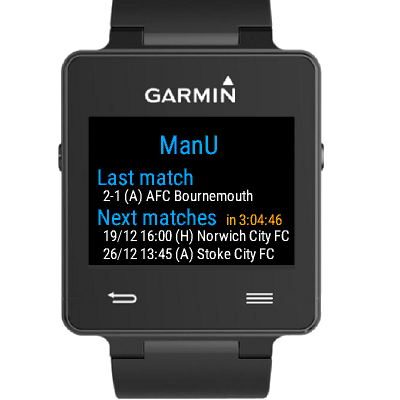 GARMIN
ManU
Last match
2-1 (A) AFC Bournemouth
Next matches in 3:04:46
19/12 16:00 (H) Norwich City FC
26/12 13:45 (A) Stoke City FC